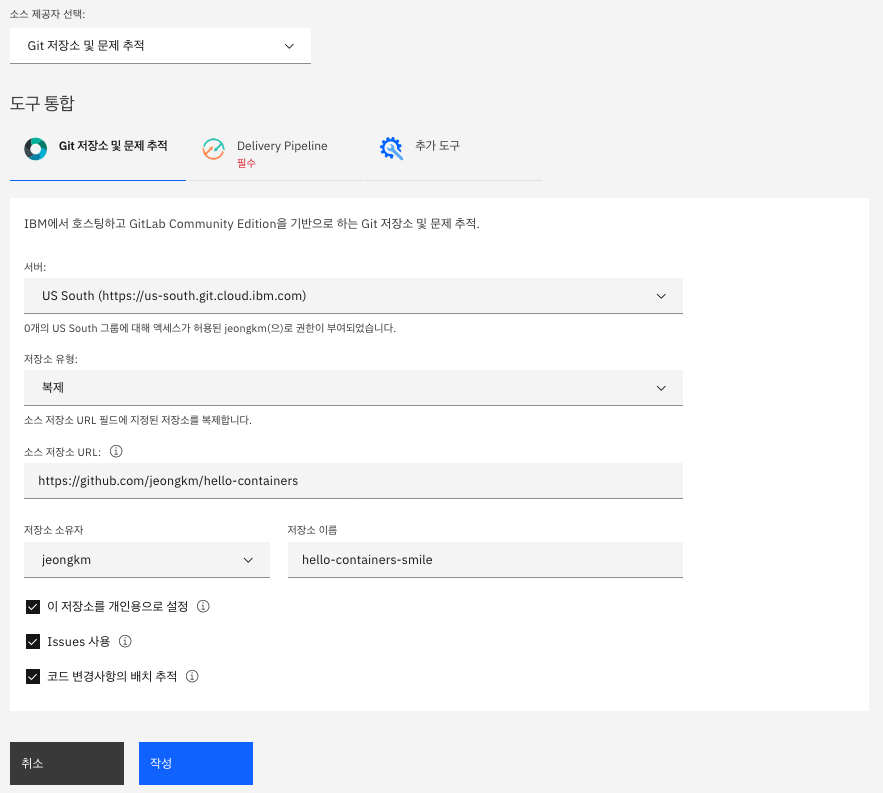 소스 제공자 선택:
Git 저장소 및 문제 추적
도구 통합
Git 저장소 및 문제 추적
Delivery Pipeline
필수
추가 도구
IBM에서 호스팅하고 GitLab Community Edition을 기반으로 하는 Git 저장소 및 문제 추적.
서버:
US South (https://us-south.git.cloud.ibm.com)
0개의 US South 그룹에 대해 액세스가 허용된 jeongkm(으)로 권한이 부여되었습니다.
저장소 유형:
복제
소스 저장소 URL 필드에 지정된 저장소를 복제합니다.
소스 저장소 URL:
https://github.com/jeongkm/hello-containers
저장소 소유자
저장소 이름
jeongkm
hello-containers-smile
이 저장소를 개인용으로 설정
Issues 사용
코드 변경사항의 배치 추적
취소
작성